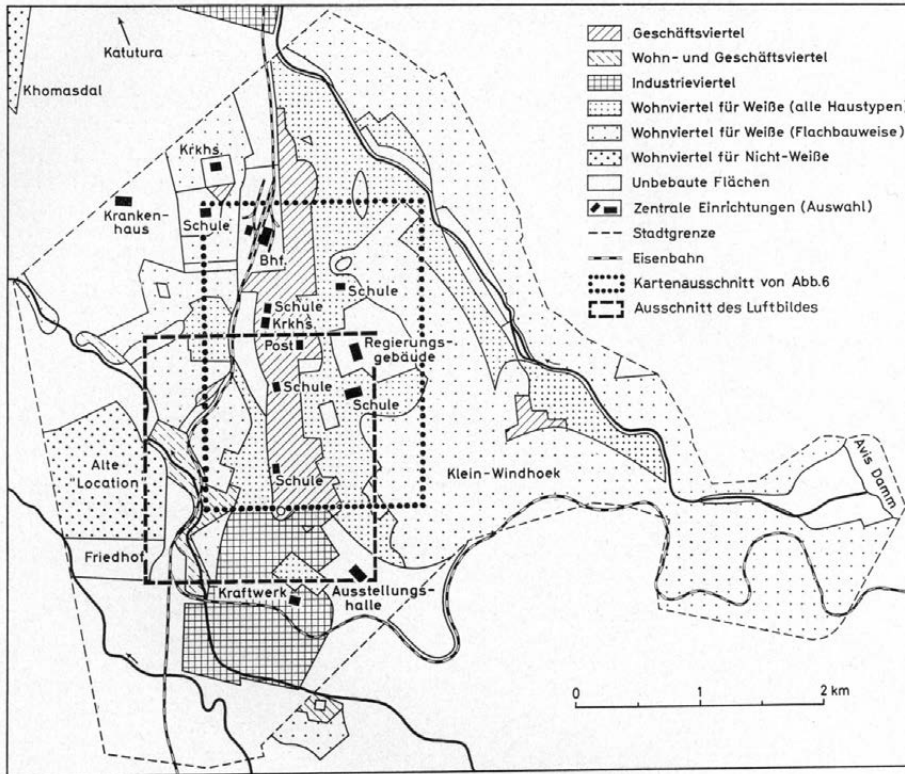 Katutura
Khomasdal
Krkhs.
Kranken-
haus
Schule
Bhf.
Schule
Schule
Krkhs.
Post
Regierungs-
gebäude
Schule
Schule
Alte
Location
Schule
Klein-Windhoek
Avis Damm
Friedhof
Kraftwerk
Ausstellungs-
halle
Geschäftsviertel
Wohn- und Geschäftsviertel
Industrieviertel
Wohnviertel für Weiße (alle Haustypen)
Wohnviertel für Weiße (Flachbauweise)
Wohnviertel für Nicht-Weiße
Unbebaute Flächen
Zentrale Einrichtungen (Auswahl)
Stadtgrenze
Eisenbahn
Kartenausschnitt von Abb.6
Ausschnitt des Luftbildes
0 1 2 km